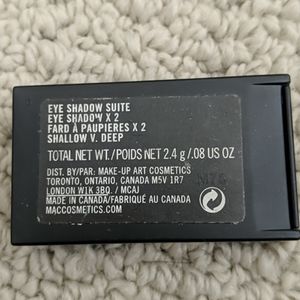 EYE SHADOW SUITE
EYE SHADOW X 2
FARD À PAUPIERES X 2
SHALLOW V. DEEP
TOTAL NET WT./POIDS NET 2.4 g/.08 US OZ
DIST. BY/PAR: MAKE-UP ART COSMETICS
TORONTO, ONTARIO, CANADA M5V 1R7
LONDON W1K 3BQ. / MCAJ
MADE IN CANADA/FABRIQUÉ AU CANADA
MACCOSMETICS.COM